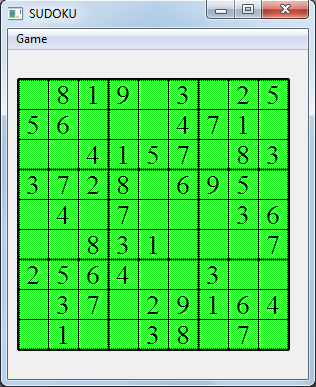 SUDOKU
Game
8 1 9 3 2 5
5 6 4 7 1
4 1 5 7 8 3
3 7 2 8 6 9 5
4 7 3 6
8 3 1 7
2 5 6 4 3
3 7 2 9 1 6 4
1 3 8 7